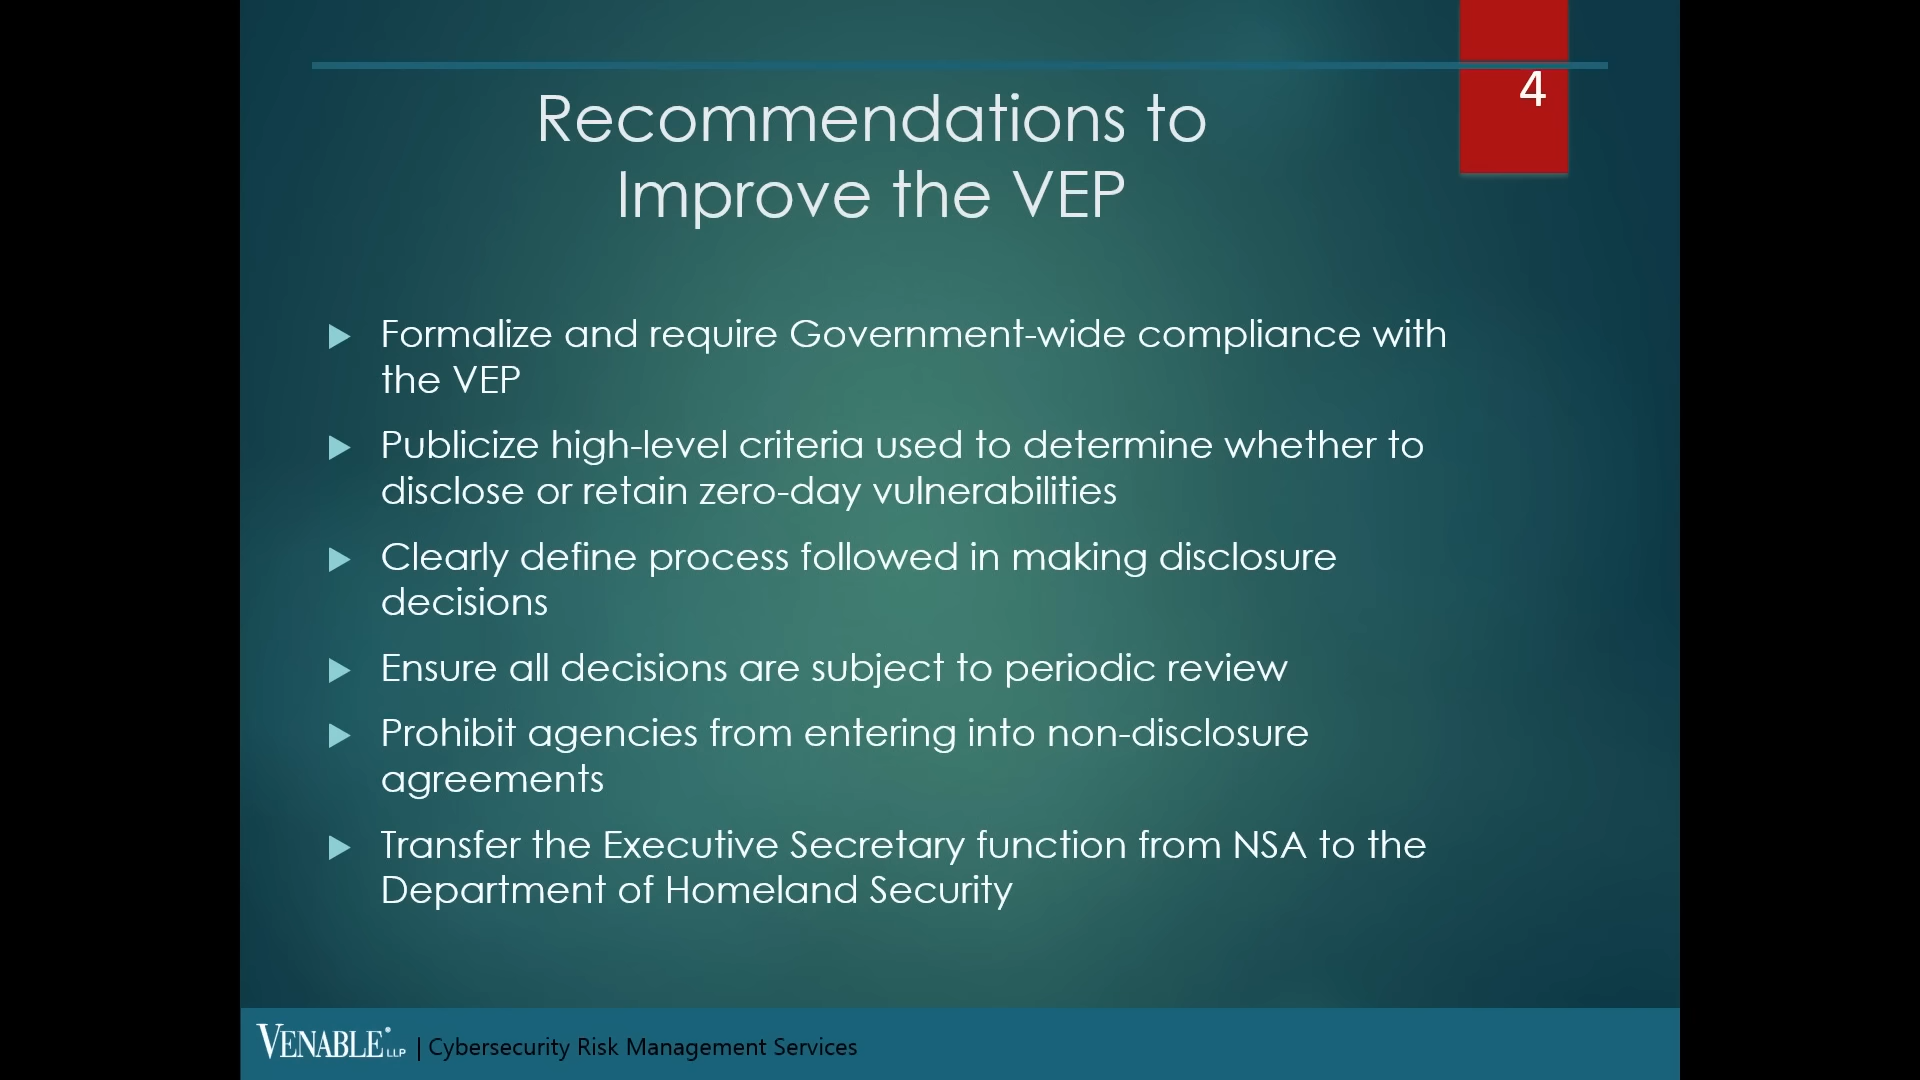 4
Recommendations to
Improve the VEP
Formalize and require Government-wide compliance with
the VEP
Publicize high-level criteria used to determine whether to
disclose or retain zero-day vulnerabilities
Clearly define process followed in making disclosure
decisions
Ensure all decisions are subject to periodic review
Prohibit agencies from entering into non-disclosure
agreements
Transfer the Executive Secretary function from NSA to the
Department of Homeland Security
VENABLE LLP | Cybersecurity Risk Management Services